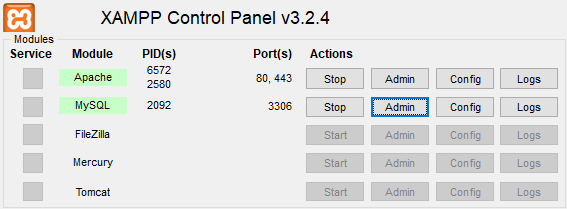 XAMPP Control Panel v3.2.4
Modules
Service Module PID(s) Port(s) Actions
Apache 6572 2580 80, 443 Stop Admin Config Logs
MySQL 2092 3306 Stop Admin Config Logs
FileZilla Start Admin Config Logs
Mercury Start Admin Config Logs
Tomcat Start Admin Config Logs